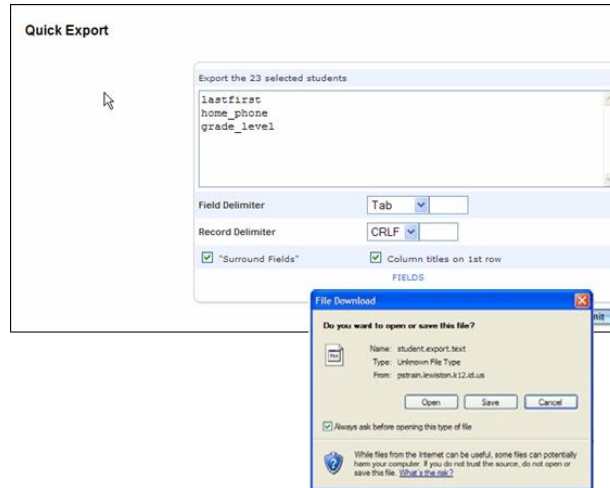 Quick Export
Export the 23 selected students
lastfirst
home_phone
grade_level
Field Delimiter Tab
Record Delimiter CRLF
"Surround Fields" Column titles on 1st row
FIELDS
File Download
Do you want to open or save this file?
Name: student.export.text
Type: Unknown File Type
From: pstrain.lewiston.k12.id.us
Open Save Cancel
Always ask before opening this type of file
While files from the Internet can be useful, some files can potentially
harm your computer. If you do not trust the source, do not open or
save this file. What's the risk?